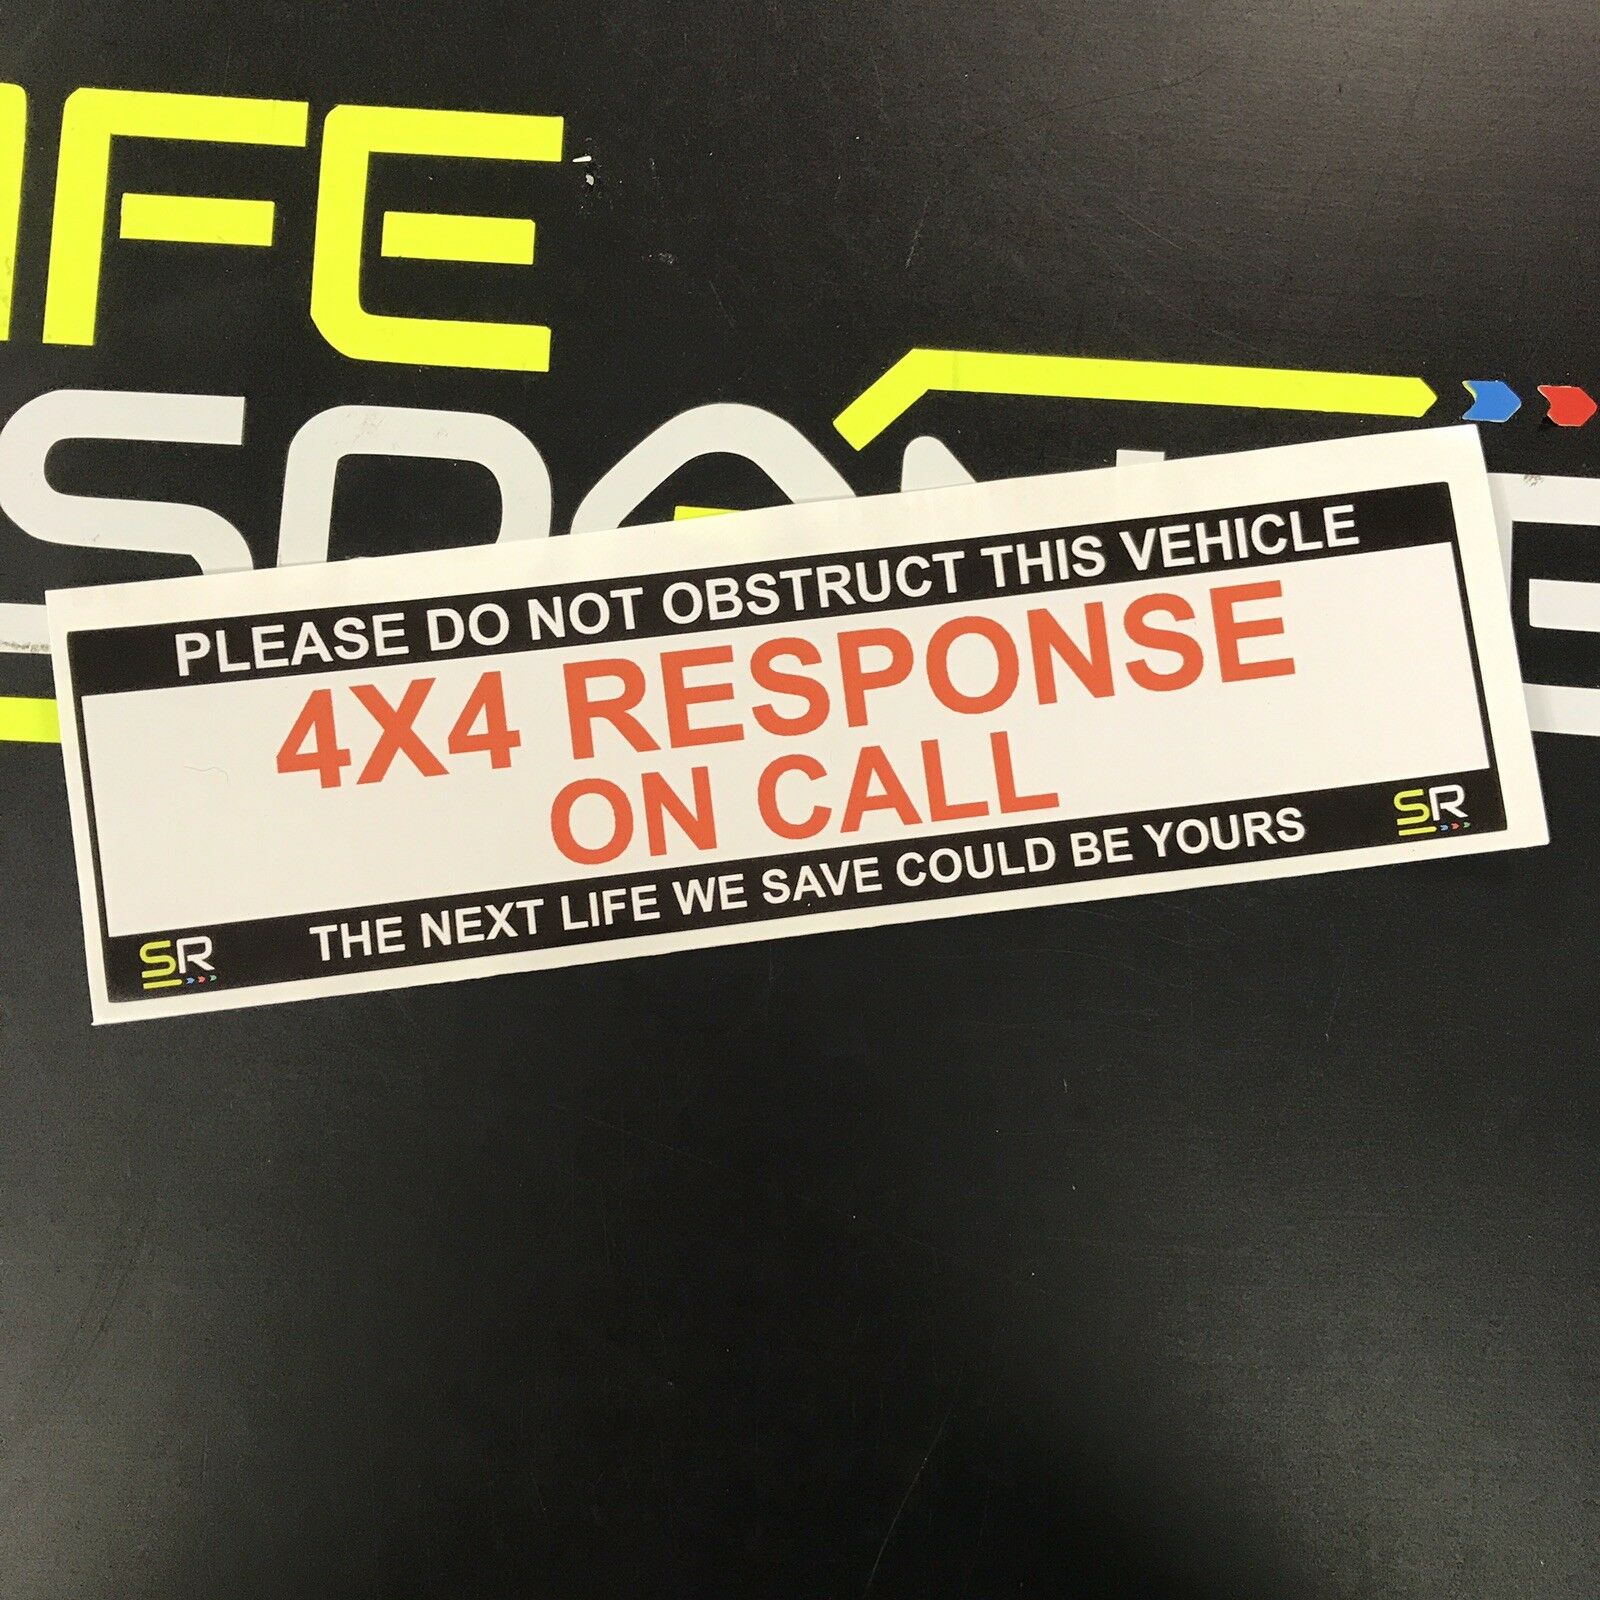 PLEASE DO NOT OBSTRUCT THIS VEHICLE
4X4 RESPONSE
ON CALL
THE NEXT LIFE WE SAVE COULD BE YOURS
SR
SR